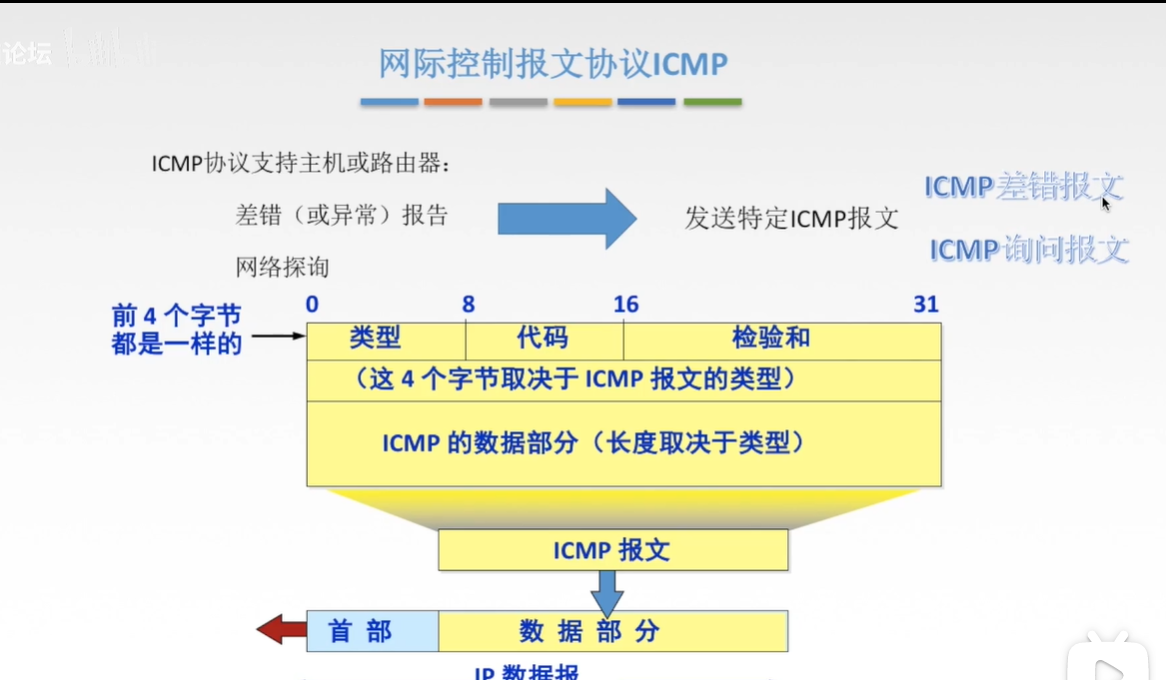 论坛
网际控制报文协议ICMP
ICMP协议支持主机或路由器：
差错（或异常）报告
网络探询
发送特定ICMP报文
ICMP差错报文
ICMP询问报文
0 8 16 31
前 4 个字节
都是一样的
类型 代码 检验和
（这 4 个字节取决于 ICMP 报文的类型）
ICMP 的数据部分（长度取决于类型）
ICMP 报文
首 部 数 据 部 分
IP 数据报